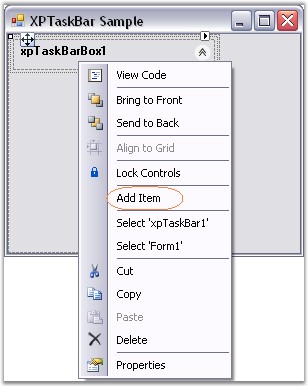 XPTaskBar Sample
xpTaskBarBox1
View Code
Bring to Front
Send to Back
Align to Grid
Lock Controls
Add Item
Select 'xpTaskBar1'
Select 'Form1'
Cut
Copy
Paste
Delete
Properties